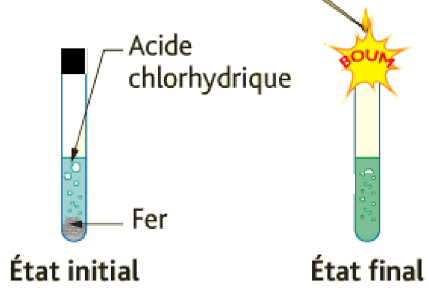 Acide
chlorhydrique
BOUM
Fer
État initial
État final